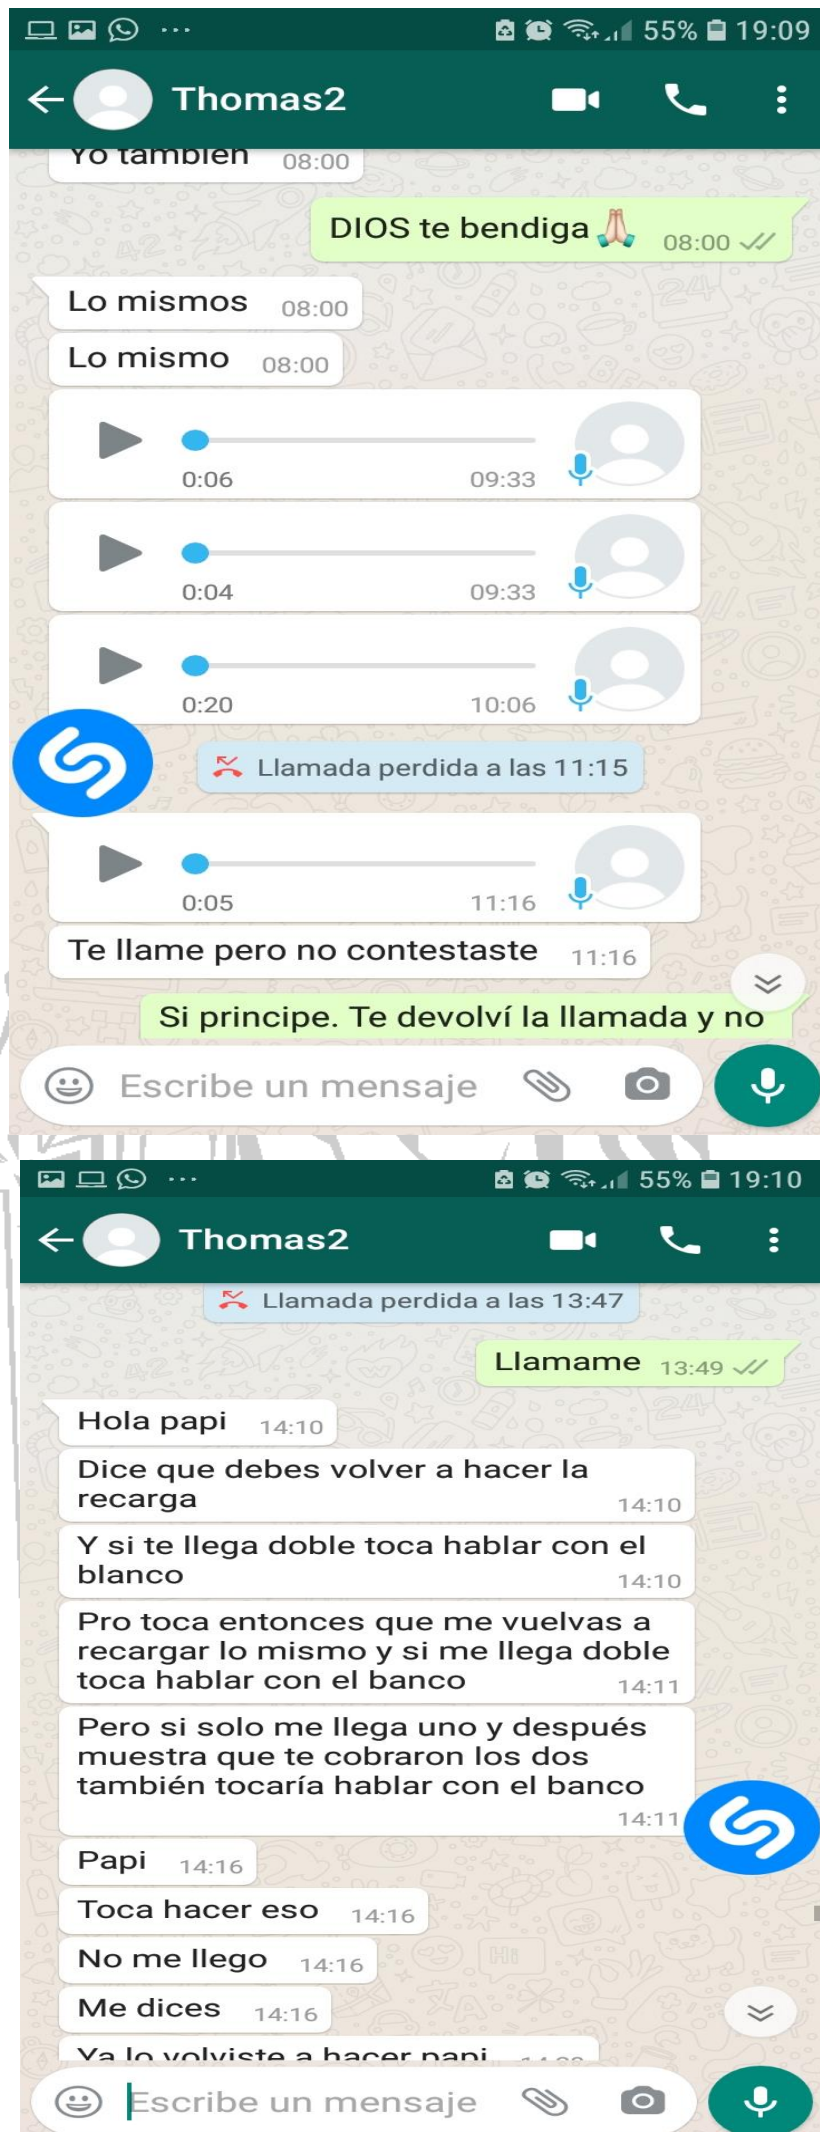 55% 19:09
Thomas2
Yo también 08:00
DIOS te bendiga 08:00
Lo mismos 08:00
Lo mismo 08:00
0:06 09:33
0:04 09:33
0:20 10:06
Llamada perdida a las 11:15
0:05 11:16
Te llame pero no contestaste 11:16
Si principe. Te devolví la llamada y no
Escribe un mensaje
55% 19:10
Thomas2
Llamada perdida a las 13:47
Llamame 13:49
Hola papi 14:10
Dice que debes volver a hacer la
recarga 14:10
Y si te llega doble toca hablar con el
blanco 14:10
Pro toca entonces que me vuelvas a
recargar lo mismo y si me llega doble
toca hablar con el banco 14:11
Pero si solo me llega uno y después
muestra que te cobraron los dos
también tocaría hablar con el banco
14:11
Papi 14:16
Toca hacer eso 14:16
No me llego 14:16
Me dices 14:16
Ya lo volviste a hacer papi
Escribe un mensaje